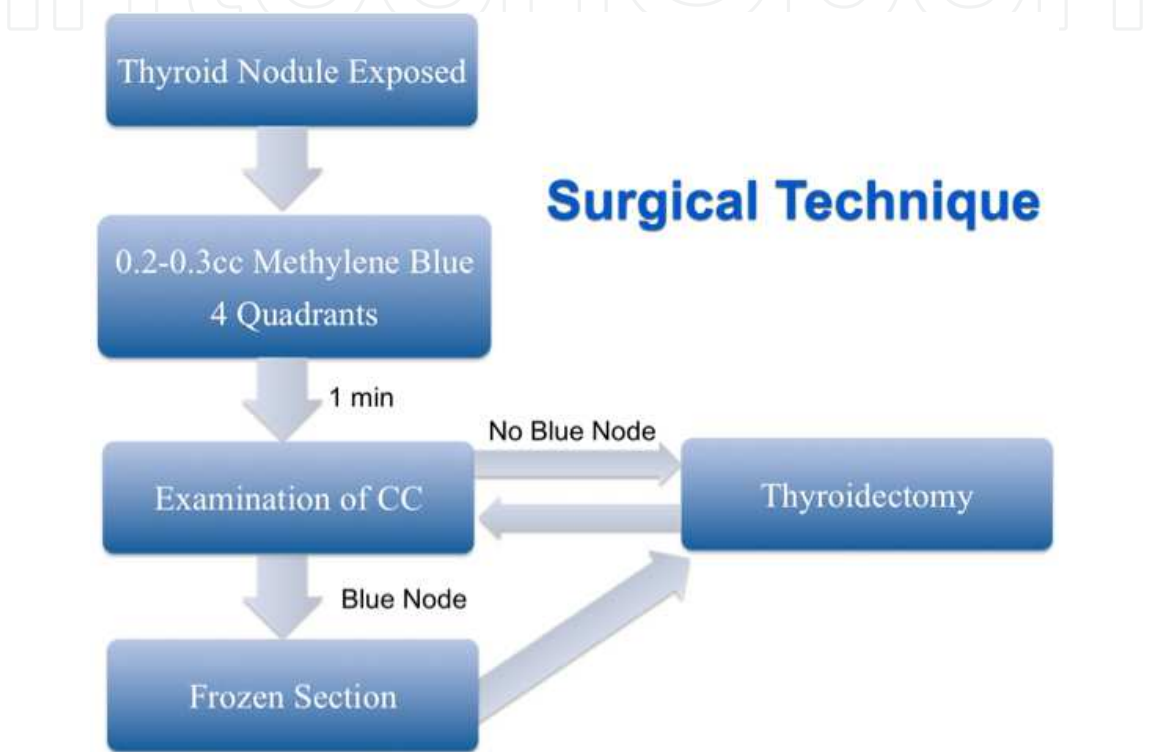 Thyroid Nodule Exposed
Surgical Technique
0.2-0.3cc Methylene Blue
4 Quadrants
1 min
No Blue Node
Examination of CC
Thyroidectomy
Blue Node
Frozen Section